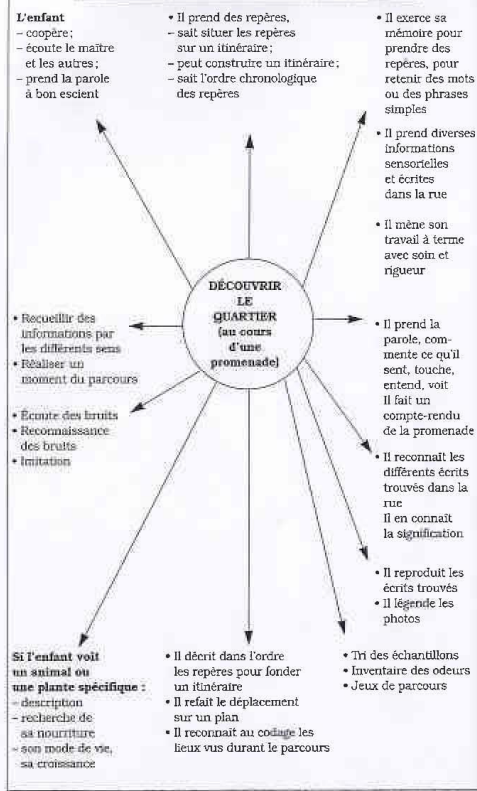 L'enfant
– coopère ;
– écoute le maître
et les autres ;
– prend la parole
à bon escient
• Il prend des repères,
– sait situer les repères
sur un itinéraire ;
– peut construire un itinéraire ;
– sait l'ordre chronologique
des repères
• Il exerce sa
mémoire pour
prendre des
repères, pour
retenir des mots
ou des phrases
simples
• Il prend diverses
informations
sensorielles
et écrites
dans la rue
• Il mène son
travail à terme
avec soin et
rigueur
DÉCOUVRIR
LE
QUARTIER
(au cours
d'une
promenade)
• Recueillir des
informations par
les différents sens
• Réaliser un
moment du parcours
• Écoute des bruits
• Reconnaissance
des bruits
• Imitation
• Il prend la
parole, com-
mente ce qu'il
sent, touche,
entend, voit
Il fait un
compte-rendu
de la promenade
• Il reconnaît les
différents écrits
trouvés dans la
rue
Il en connaît
la signification
• Il reproduit les
écrits trouvés
• Il légende les
photos
Si l'enfant voit
un animal ou
une plante spécifique :
– description
– recherche de
sa nourriture
– son mode de vie,
sa croissance
• Il décrit dans l'ordre
les repères pour fonder
un itinéraire
• Il refait le déplacement
sur un plan
• Il reconnaît au codage les
lieux vus durant le parcours
• Tri des échantillons
• Inventaire des odeurs
• Jeux de parcours